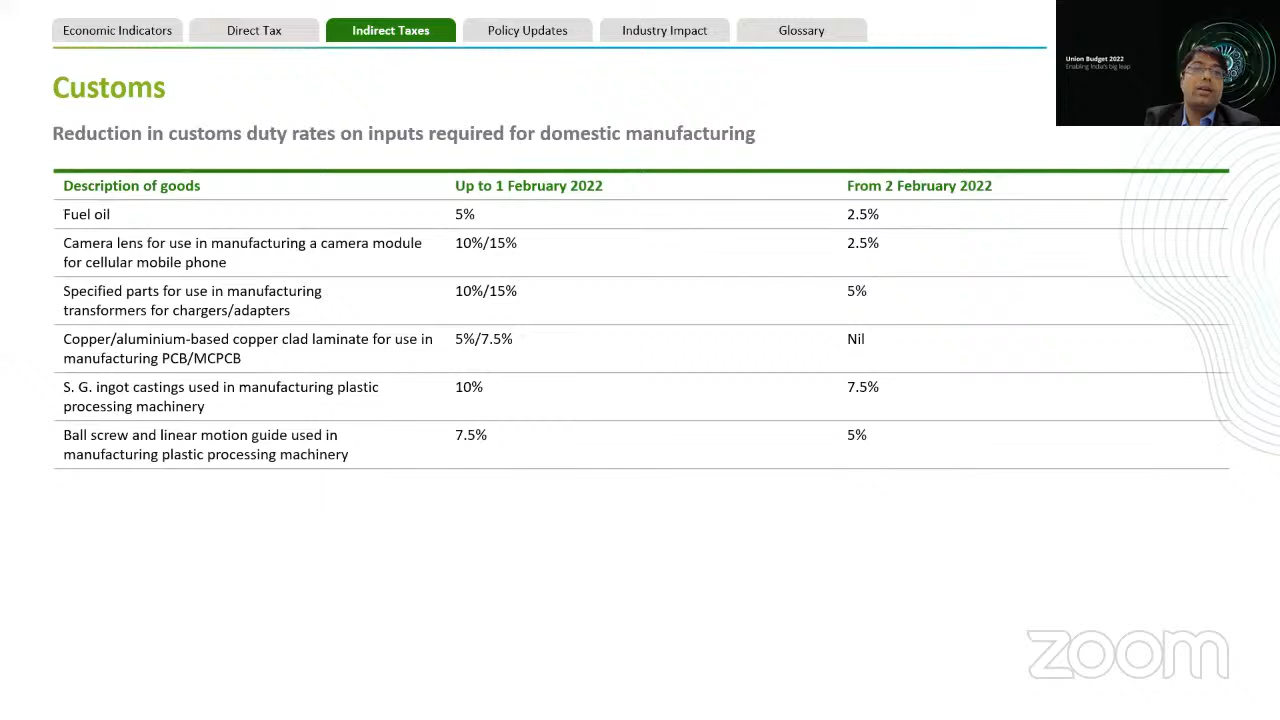 Economic Indicators
Direct Tax
Indirect Taxes
Policy Updates
Industry Impact
Glossary
Union Budget 2022
Enabling India's big leap
Customs
Reduction in customs duty rates on inputs required for domestic manufacturing
Description of goods Up to 1 February 2022 From 2 February 2022
Fuel oil 5% 2.5%
Camera lens for use in manufacturing a camera module 10%/15% 2.5%
for cellular mobile phone
Specified parts for use in manufacturing 10%/15% 5%
transformers for chargers/adapters
Copper/aluminium-based copper clad laminate for use in 5%/7.5% Nil
manufacturing PCB/MCPCB
S. G. ingot castings used in manufacturing plastic 10% 7.5%
processing machinery
Ball screw and linear motion guide used in 7.5% 5%
manufacturing plastic processing machinery
zoom